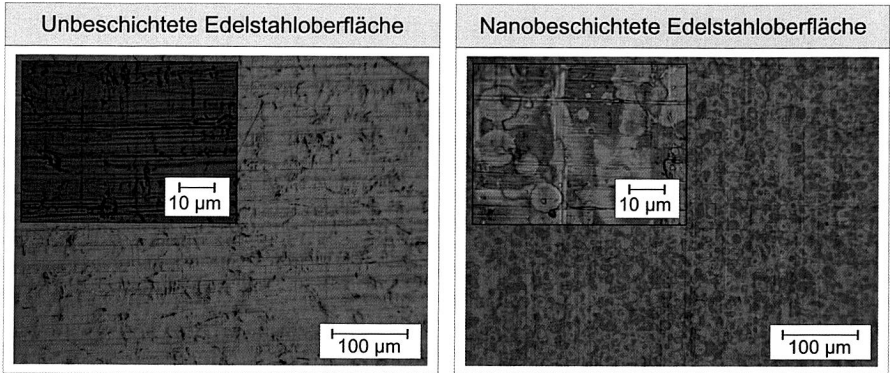 Unbeschichtete Edelstahloberfläche
10 µm
100 µm
Nanobeschichtete Edelstahloberfläche
10 µm
100 µm